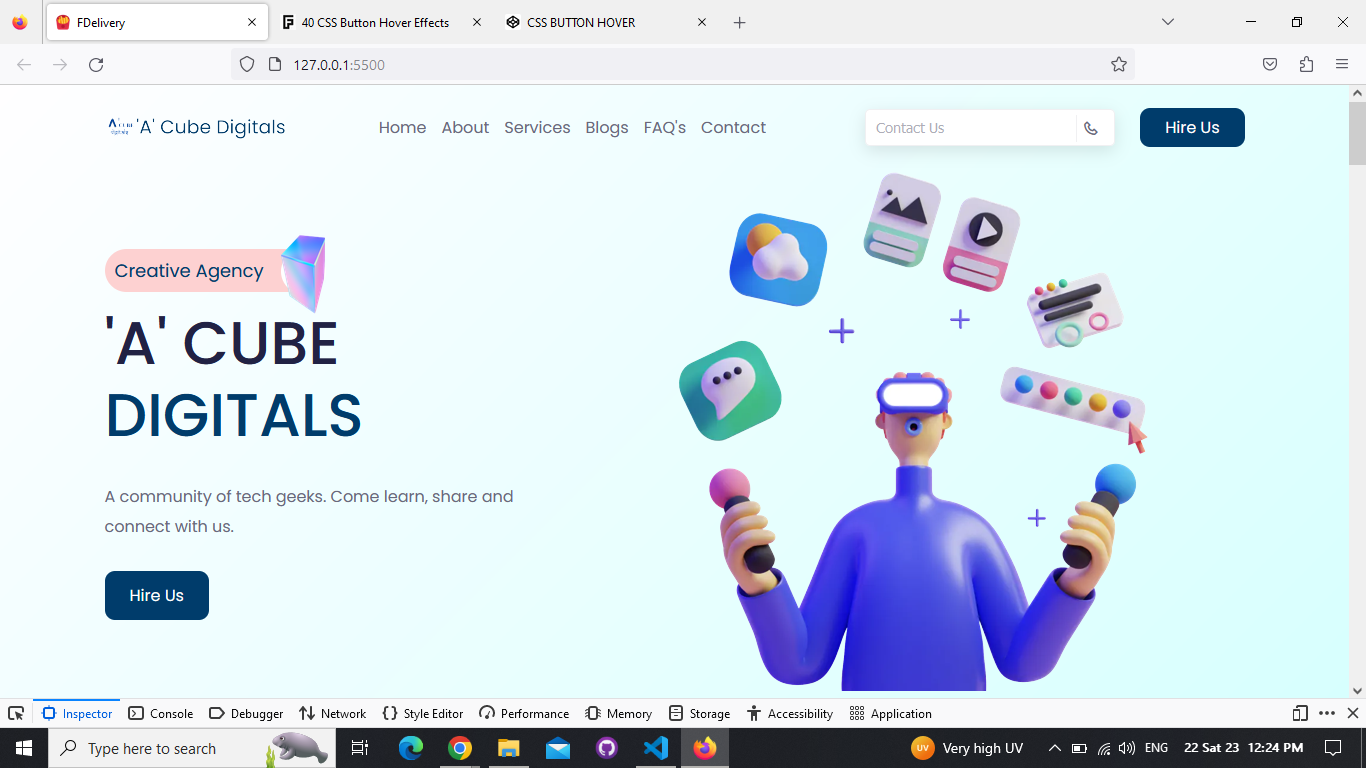 FDelivery
40 CSS Button Hover Effects
CSS BUTTON HOVER
127.0.0.1:5500
'A' Cube Digitals
Home About Services Blogs FAQ's Contact
Contact Us
Hire Us
Creative Agency
'A' CUBE
DIGITALS
A community of tech geeks. Come learn, share and
connect with us.
Hire Us
Inspector Console Debugger Network Style Editor Performance Memory Storage Accessibility Application
Type here to search
UV
Very high UV
ENG
22 Sat 23 12:24 PM